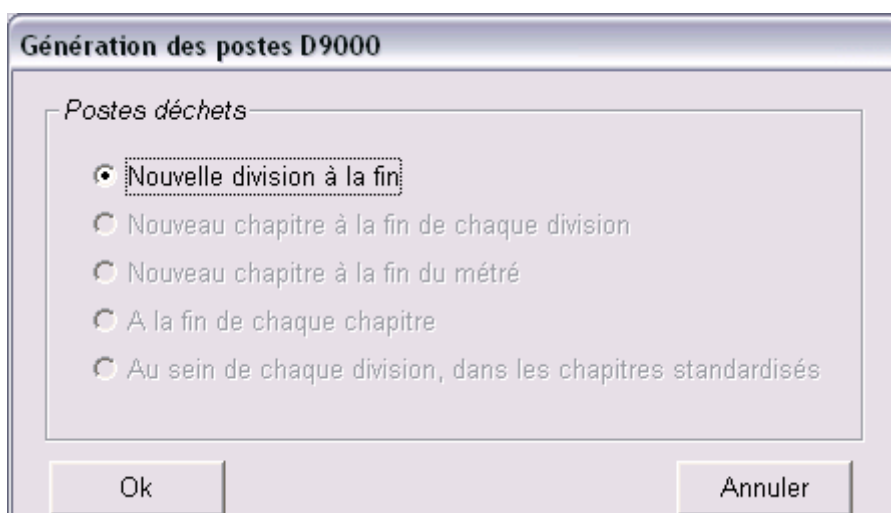 Génération des postes D9000
Postes déchets
Nouvelle division à la fin
Nouveau chapitre à la fin de chaque division
Nouveau chapitre à la fin du métré
A la fin de chaque chapitre
Au sein de chaque division, dans les chapitres standardisés
Ok
Annuler